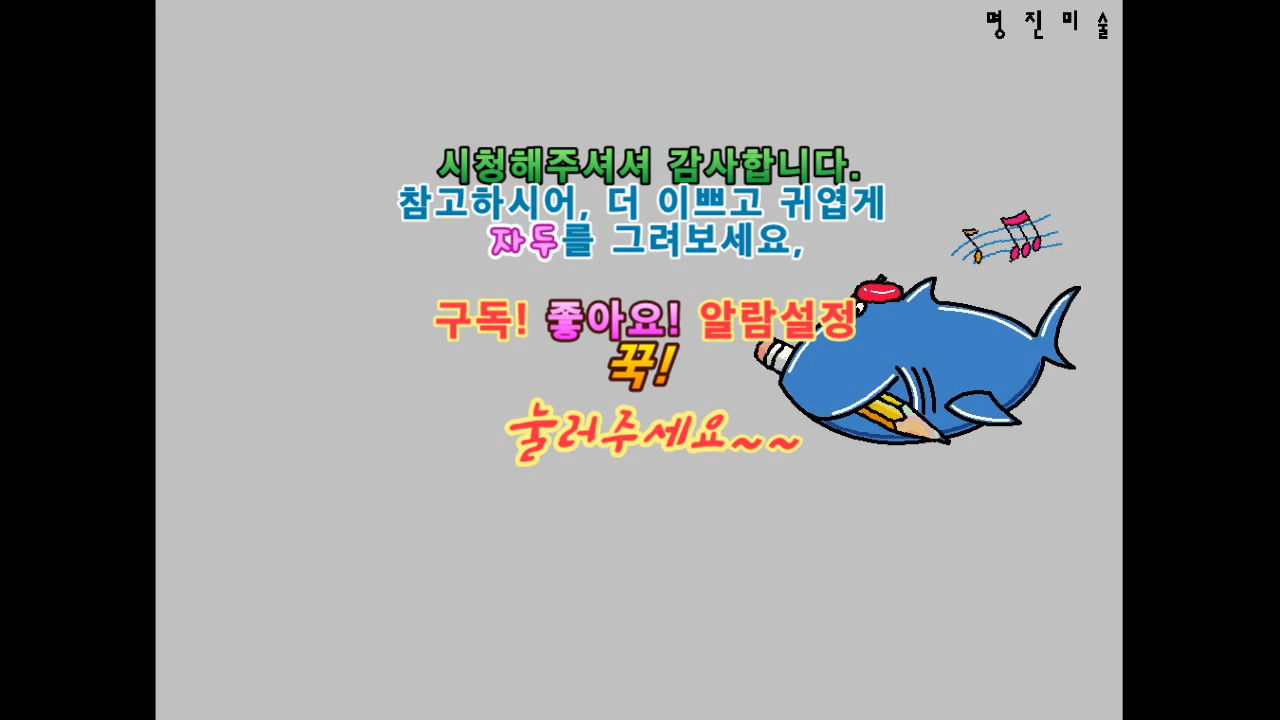 명진미술
시청해주셔셔 감사합니다.
참고하시어, 더 이쁘고 귀엽게
자두를 그려보세요,
구독! 좋아요! 알람설정
꾹!
눌러주세요~~